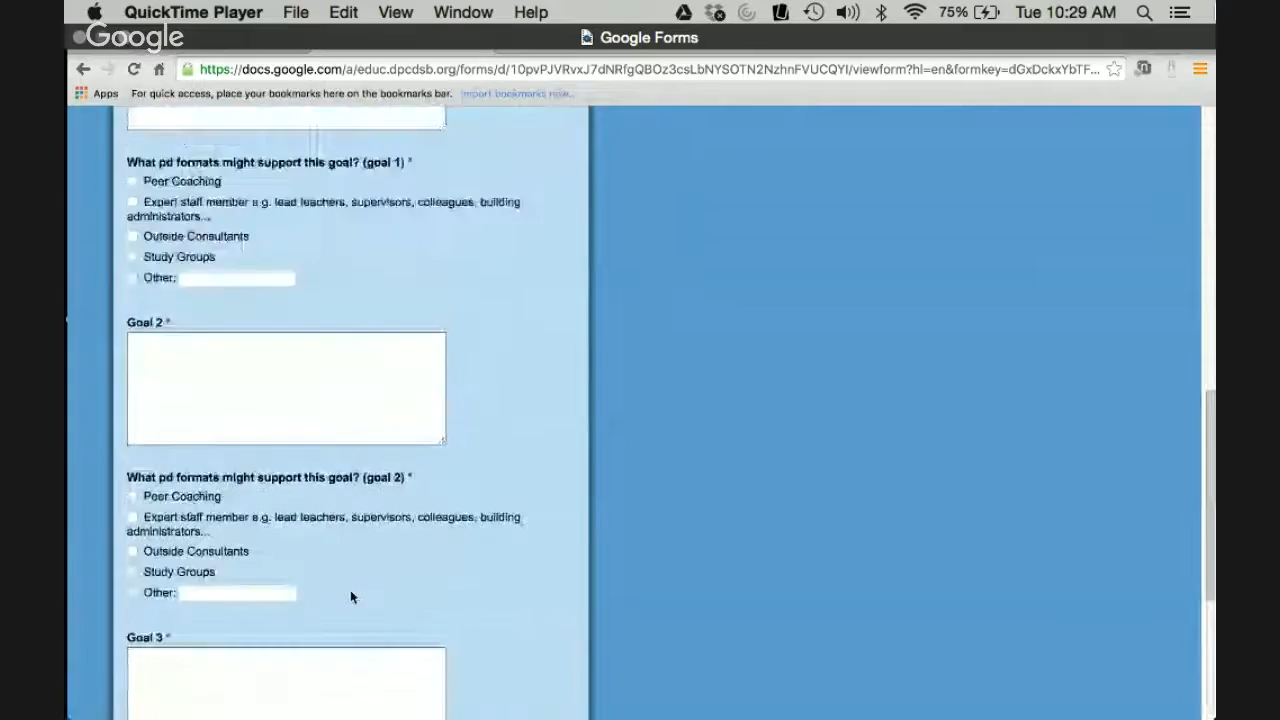 QuickTime Player File Edit View Window Help 75% Tue 10:29 AM
Google
Google Forms
https://docs.google.com/a/educ.dpcdsb.org/forms/d/10pvPJVRvxJ7dNRfgQBOz3csLbNYSOTN2NzhnFVUCQYI/viewform?hl=en&formkey=dGxDckxYbTF...
Apps For quick access, place your bookmarks here on the bookmarks bar. Import bookmarks now...
What pd formats might support this goal? (goal 1) *
Peer Coaching
Expert staff member e.g. lead teachers, supervisors, colleagues, building
administrators...
Outside Consultants
Study Groups
Other:
Goal 2 *
What pd formats might support this goal? (goal 2) *
Peer Coaching
Expert staff member e.g. lead teachers, supervisors, colleagues, building
administrators...
Outside Consultants
Study Groups
Other:
Goal 3 *